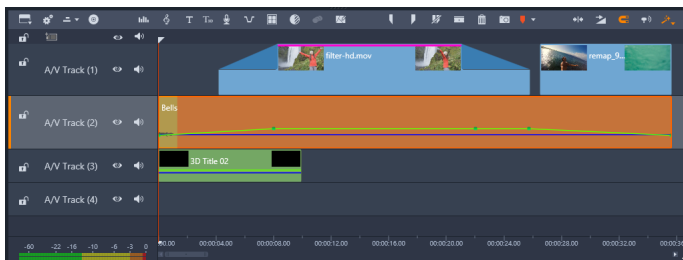 T T
A/V Track (1)
filter-hd.mov
remap_9...
Bells
A/V Track (2)
A/V Track (3)
3D Title 02
A/V Track (4)
-60 -22 -16 -10 -6 -3 0 00.00 00:00:04.00 00:00:08.00 00:00:12.00 00:00:16.00 00:00:20.00 00:00:24.00 00:00:28.00 00:00:32.00